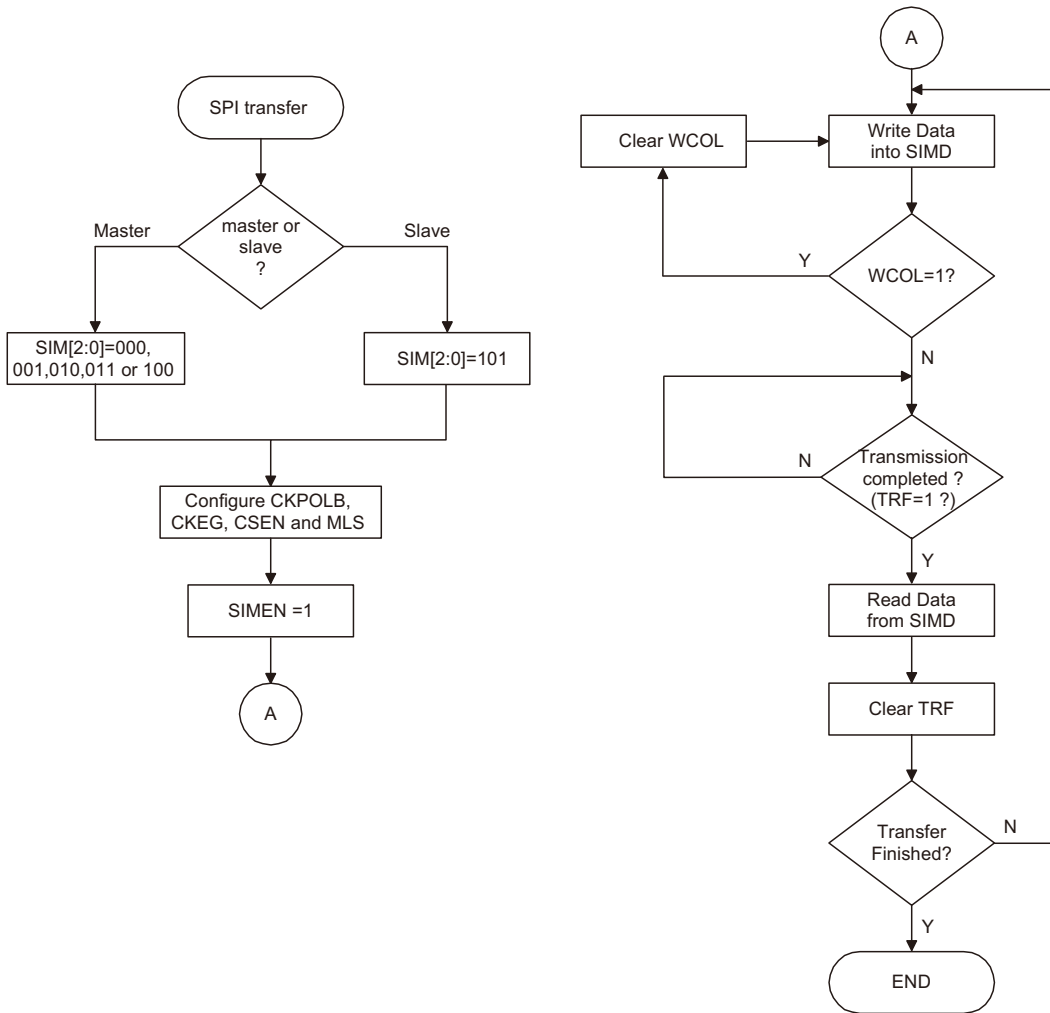 SPI transfer
master or
slave
?
Master
Slave
SIM[2:0]=000,
001,010,011 or 100
SIM[2:0]=101
Configure CKPOLB,
CKEG, CSEN and MLS
SIMEN =1
A
A
Write Data
into SIMD
Clear WCOL
WCOL=1?
Y
N
Transmission
completed ?
(TRF=1 ?)
N
Y
Read Data
from SIMD
Clear TRF
Transfer
Finished?
N
Y
END